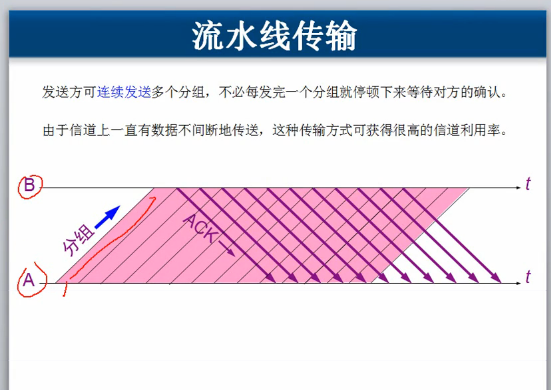 流水线传输
发送方可连续发送多个分组，不必每发完一个分组就停顿下来等待对方的确认。
由于信道上一直有数据不间断地传送，这种传输方式可获得很高的信道利用率。
B
t
分组
ACK
A
t